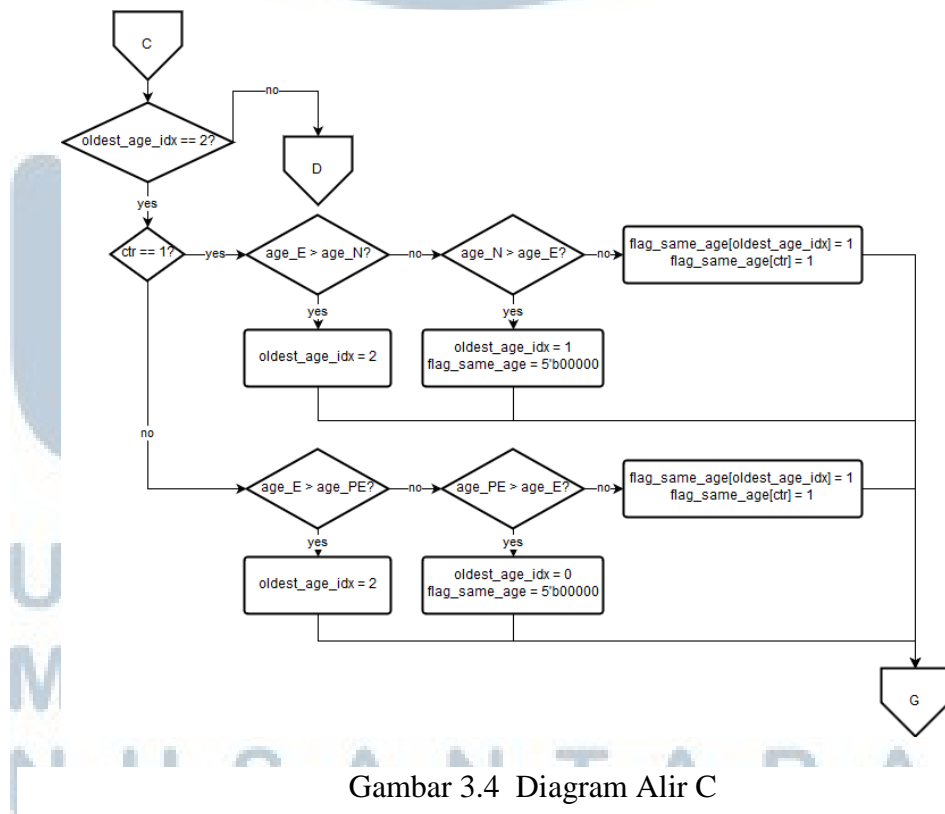 C
no
oldest_age_idx == 2?
D
yes
ctr == 1?
yes
age_E > age_N?
no
age_N > age_E?
no
flag_same_age[oldest_age_idx] = 1
flag_same_age[ctr] = 1
yes
yes
oldest_age_idx = 2
oldest_age_idx = 1
flag_same_age = 5'b00000
no
age_E > age_PE?
no
age_PE > age_E?
no
flag_same_age[oldest_age_idx] = 1
flag_same_age[ctr] = 1
yes
yes
oldest_age_idx = 2
oldest_age_idx = 0
flag_same_age = 5'b00000
G
U
M
N U S A N T A R A
Gambar 3.4 Diagram Alir C